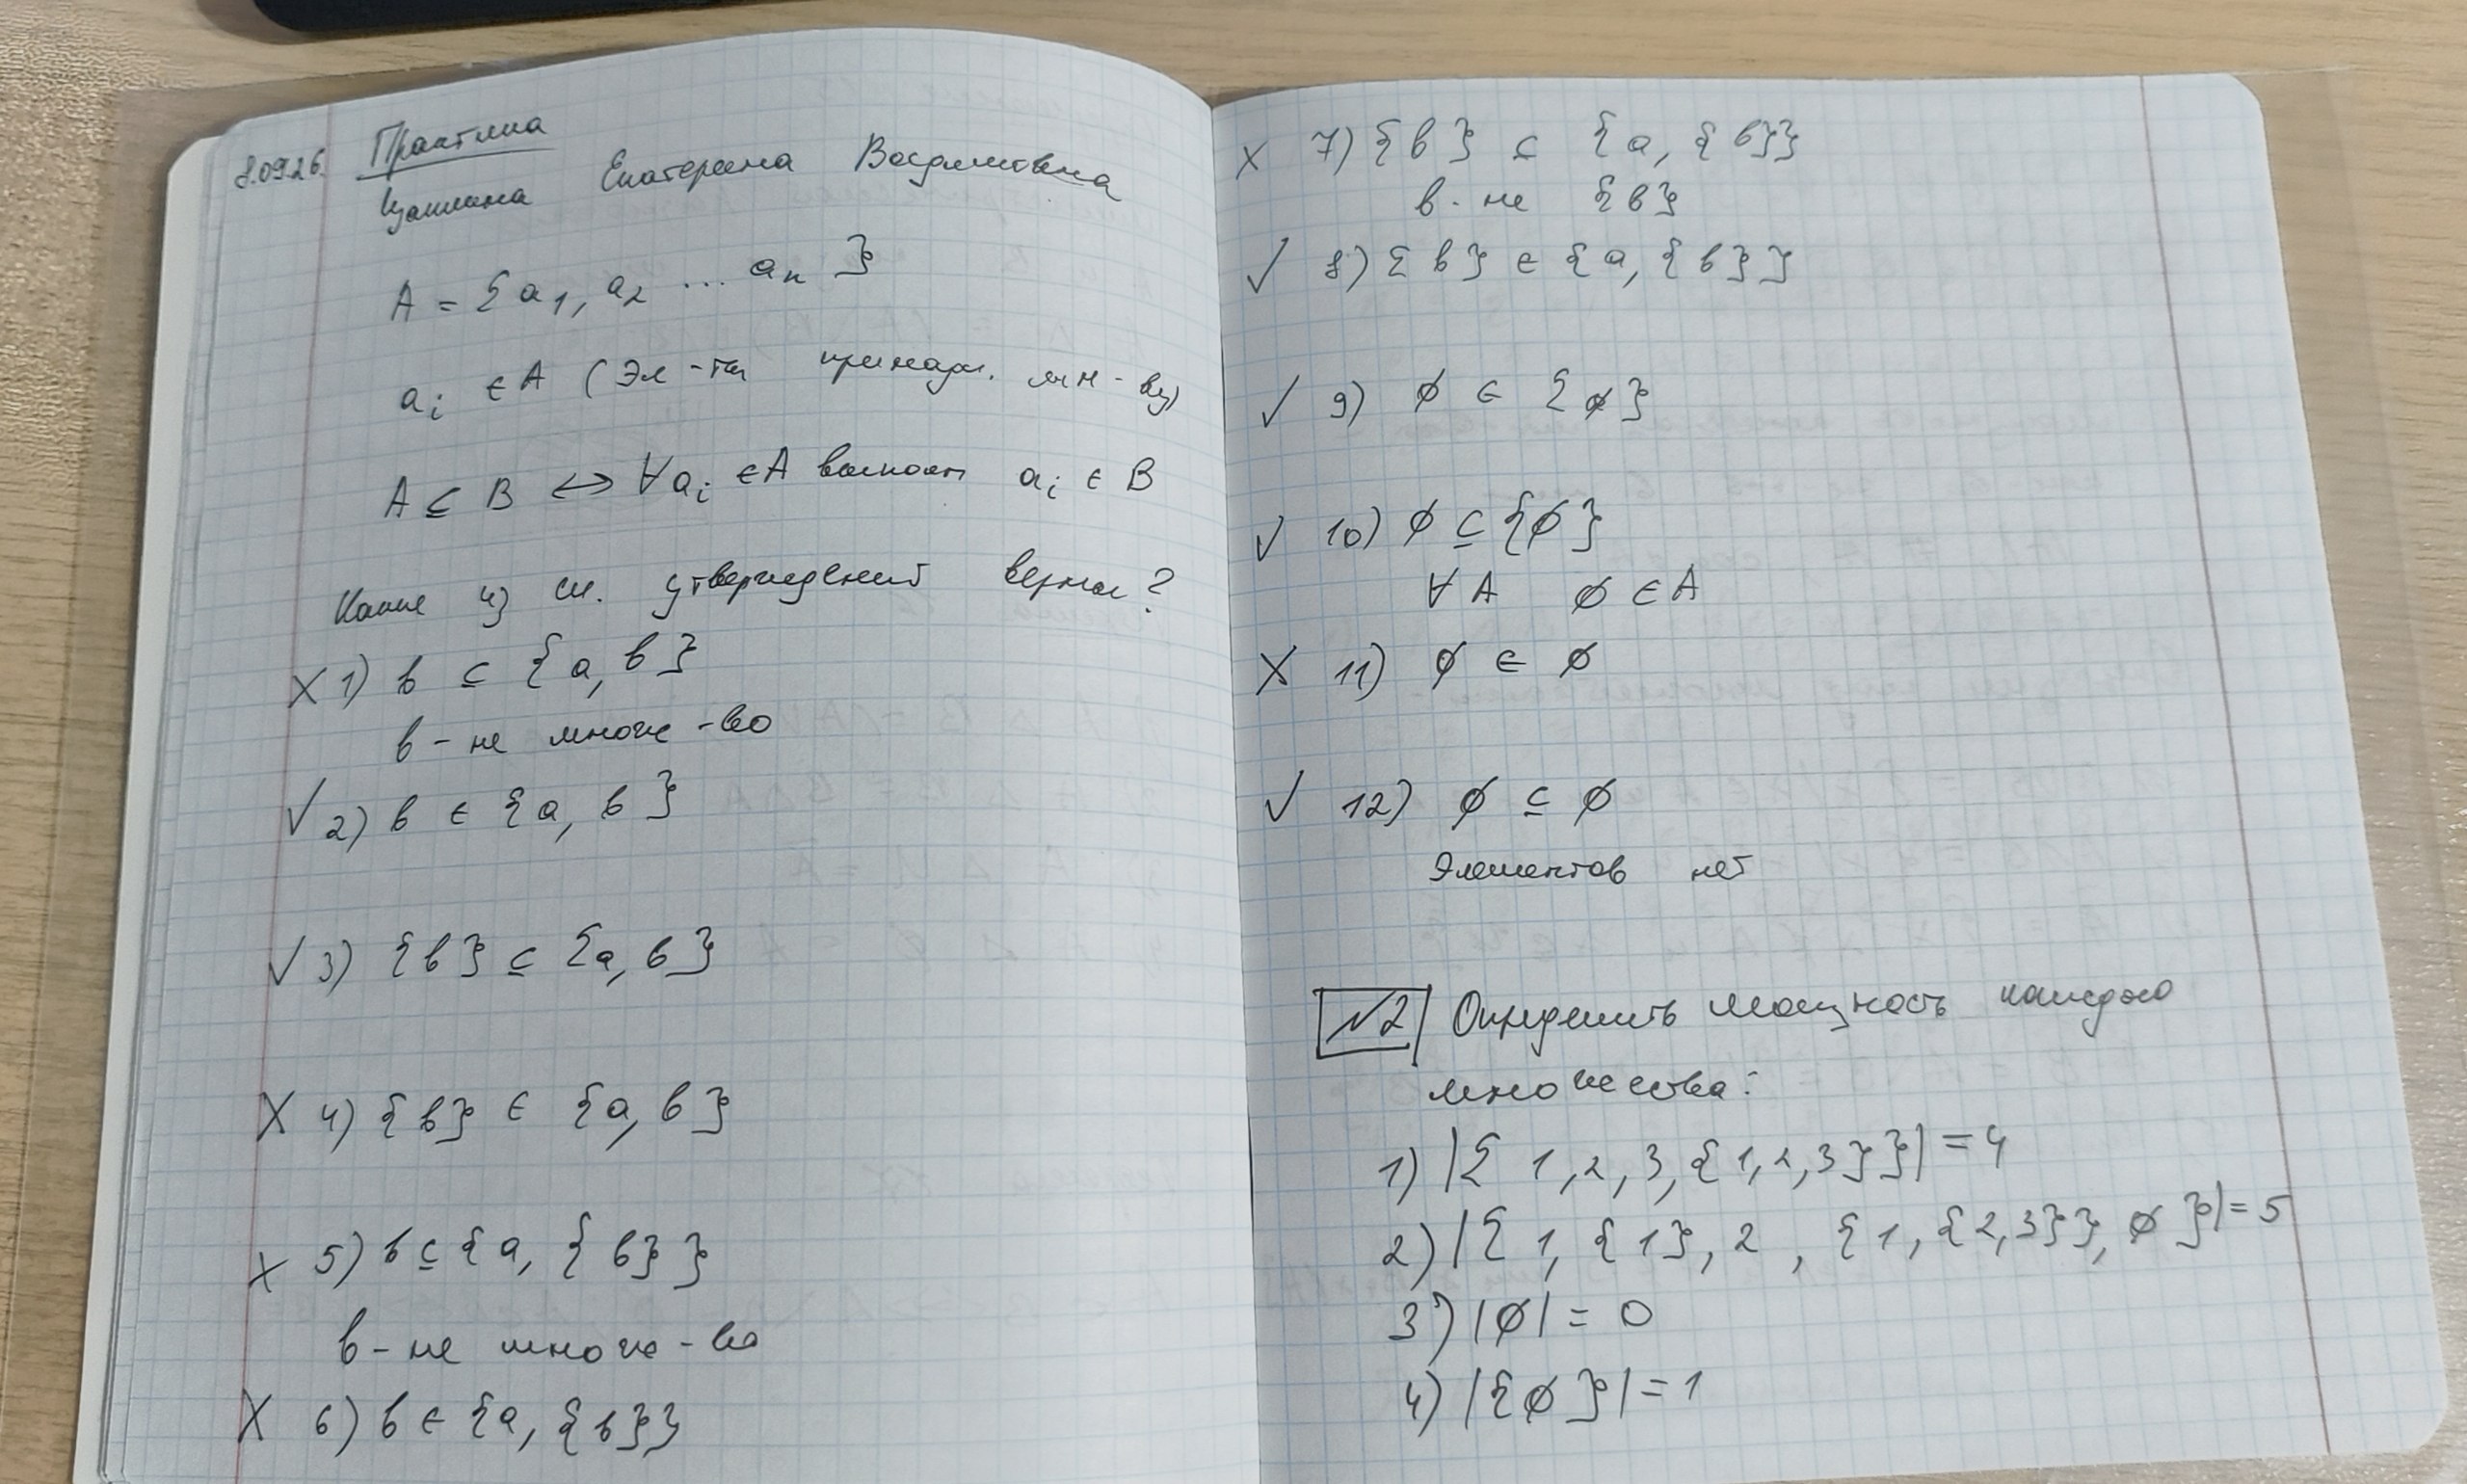 8.09.26. Практика
Екатерина Вадимовна
A = {a₁, a₂ ... aₙ}
aᵢ ∈ A (Эл-ты принадл. мн-ву)
A ⊆ B ↔ ∀aᵢ ∈ A выполн aᵢ ∈ B
Какие из сл. утверждений верны?
X 1) в ⊆ {a, в}
в - не множе-во
✓ 2) в ∈ {a, в}
✓ 3) {в} ⊆ {a, в}
X 4) {в} ∈ {a, в}
X 5) в ⊆ {a, {в}}
в - не множе-во
X 6) в ∈ {a, {в}}
X 7) {в} ⊆ {a, {в}}
в - не {в}
✓ 8) {в} ∈ {a, {в}}
✓ 9) ∅ ∈ {∅}
✓ 10) ∅ ⊆ {∅}
∀A ∅ ∈ A
X 11) ∅ ∈ ∅
✓ 12) ∅ ⊆ ∅
Элементов нет
N2 Определить мощность каждого
множества:
1) |{1, 2, 3, {1, 2, 3}}| = 4
2) |{1, {1}, 2, {1, {2, 3}}, ∅}| = 5
3) |∅| = 0
4) |{∅}| = 1